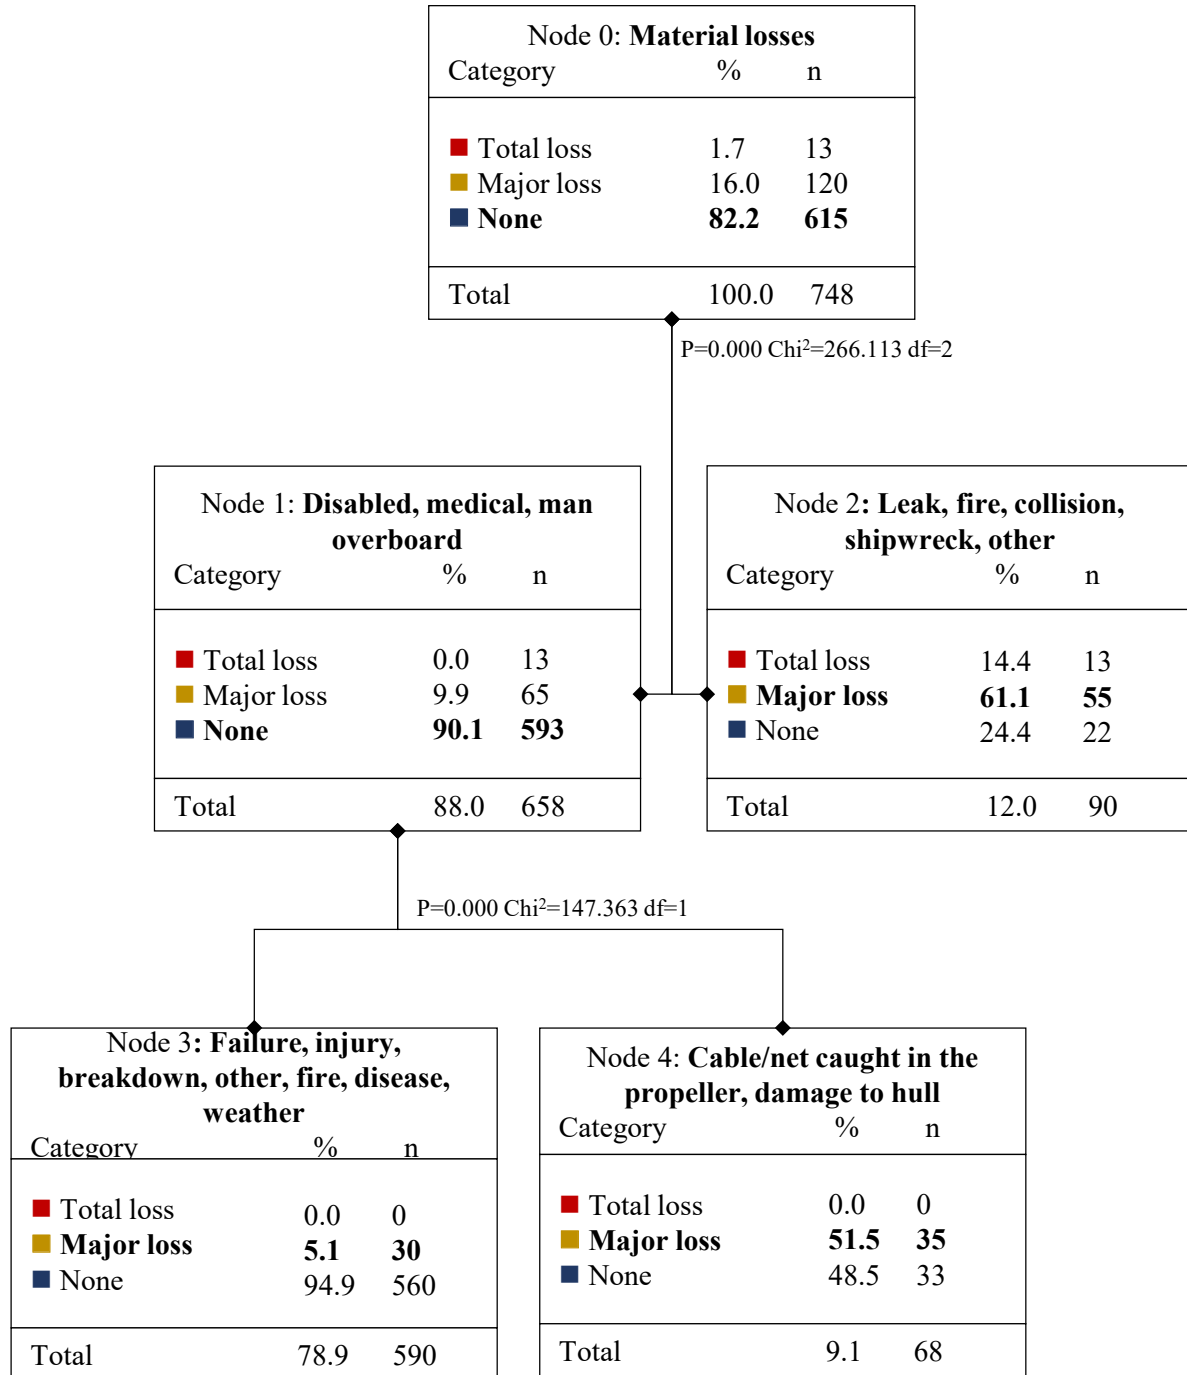 Node 0: Material losses
Category % n
Total loss 1.7 13
Major loss 16.0 120
None 82.2 615
Total 100.0 748
P=0.000 Chi²=266.113 df=2
Node 1: Disabled, medical, man
overboard
Category % n
Total loss 0.0 13
Major loss 9.9 65
None 90.1 593
Total 88.0 658
Node 2: Leak, fire, collision,
shipwreck, other
Category % n
Total loss 14.4 13
Major loss 61.1 55
None 24.4 22
Total 12.0 90
P=0.000 Chi²=147.363 df=1
Node 3: Failure, injury,
breakdown, other, fire, disease,
weather
Category % n
Total loss 0.0 0
Major loss 5.1 30
None 94.9 560
Total 78.9 590
Node 4: Cable/net caught in the
propeller, damage to hull
Category % n
Total loss 0.0 0
Major loss 51.5 35
None 48.5 33
Total 9.1 68